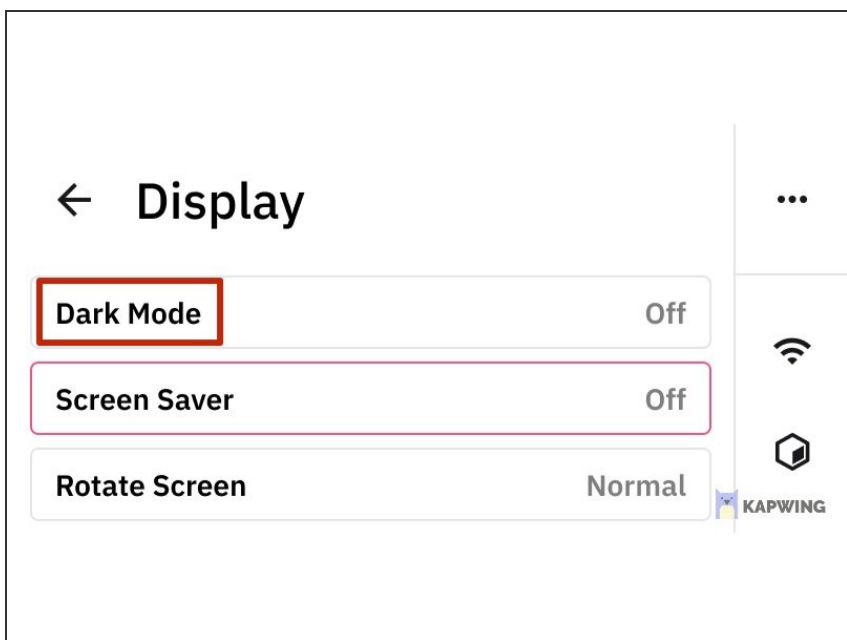 Display
Dark Mode Off
Screen Saver Off
Rotate Screen Normal
KAPWING